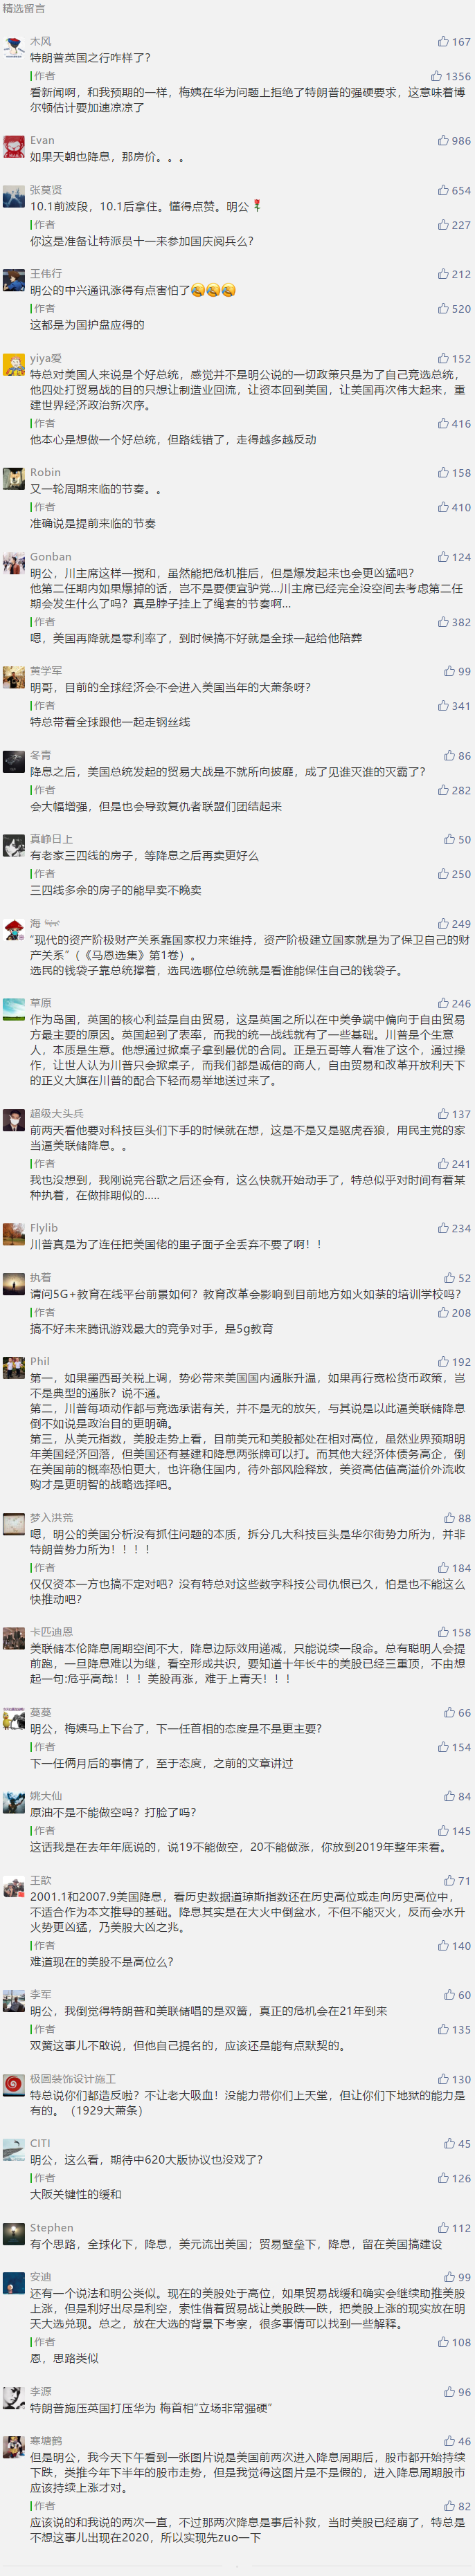 精选留言
木风
167
特朗普英国之行咋样了?
作者
1356
看新闻啊,和我预期的一样,梅姨在华为问题上拒绝了特朗普的强硬要求,这意味着博
尔顿估计要加速凉凉了
Evan
986
如果天朝也降息,那房价。。。
张莫贤
654
10.1前波段,10.1后拿住。懂得点赞。明公🌹
作者
227
你这是准备让特派员十一来参加国庆阅兵么?
王伟行
212
明公的中兴通讯涨得有点害怕了🤣🤣🤣
作者
520
这都是为国护盘应得的
yiya爱
152
特总对美国人来说是个好总统,感觉并不是明公说的一切政策只是为了自己竞选总统,
他四处打贸易战的目的只想让制造业回流,让资本回到美国,让美国再次伟大起来,重
建世界经济政治新次序。
作者
416
他本心是想做一个好总统,但路线错了,走得越多越反动
Robin
158
又一轮周期来临的节奏。。
作者
410
准确说是提前来临的节奏
Gonban
124
明公,川主席这样一搅和,虽然能把危机推后,但是爆发起来也会更凶猛吧?
他第二任期内如果爆掉的话,岂不是要便宜驴党...川主席已经完全没空间去考虑第二任
期会发生什么了吗?真是脖子挂上了绳套的节奏啊...
作者
382
嗯,美国再降就是零利率了,到时候搞不好就是全球一起给他陪葬
黄学军
99
明哥,目前的全球经济会不会进入美国当年的大萧条呀?
作者
341
特总带着全球跟他一起走钢丝线
冬青
86
降息之后,美国总统发起的贸易大战是不就所向披靡,成了见谁灭谁的灭霸了?
作者
282
会大幅增强,但是也会导致复仇者联盟们团结起来
真峥日上
50
有老家三四线的房子,等降息之后再卖更好么
作者
250
三四线多余的房子的能早卖不晚卖
海
249
“现代的资产阶极财产关系靠国家权力来维持,资产阶极建立国家就是为了保卫自己的财
产关系”(《马恩选集》第1卷)。
选民的钱袋子靠总统撑着,选民选哪位总统就是看谁能保住自己的钱袋子。
草原
246
作为岛国,英国的核心利益是自由贸易,这是英国之所以在中美争端中偏向于自由贸易
方最主要的原因。英国起到了表率,而我的统一战线就有了一些基础。川普是个生意
人,本质是生意。他想通过掀桌子拿到最优的合同。正是五哥等人看准了这个,通过操
作,让世人认为川普只会掀桌子,而我们都是诚信的商人,自由贸易和改革开放利天下
的正义大旗在川普的配合下轻而易举地送过来了。
超级大头兵
137
前两天看他要对科技巨头们下手的时候就在想,这是不是又是驱虎吞狼,用民主党的家
当逼美联储降息。。
作者
241
我也没想到,我刚说完谷歌之后还会有,这么快就开始动手了,特总似乎对时间有着某
种执着,在做排期似的.....
Flylib
234
川普真是为了连任把美国佬的里子面子全丢弃不要了啊!!
执着
52
请问5G+教育在线平台前景如何?教育改革会影响到目前地方如火如荼的培训学校吗?
作者
208
搞不好未来腾讯游戏最大的竞争对手,是5g教育
Phil
192
第一,如果墨西哥关税上调,势必带来美国国内通胀升温,如果再行宽松货币政策,岂
不是典型的通胀?说不通。
第二,川普每项动作都与竞选承诺有关,并不是无的放矢,与其说是以此逼美联储降息
倒不如说是政治目的更明确。
第三,从美元指数,美股走势上看,目前美元和美股都处在相对高位,虽然业界预期明
年美国经济回落,但美国还有基建和降息两张牌可以打。而其他大经济体债务高企,倒
在美国前的概率恐怕更大,也许稳住国内,待外部风险释放,美资高估值高溢价外流收
购才是更明智的战略选择吧。
梦入洪荒
88
嗯,明公的美国分析没有抓住问题的本质,拆分几大科技巨头是华尔街势力所为,并非
特朗普势力所为!!!!
作者
184
仅仅资本一方也搞不定对吧?没有特总对这些数字科技公司仇恨已久,怕是也不能这么
快推动吧?
卡匹迪恩
158
美联储本伦降息周期空间不大,降息边际效用递减,只能说续一段命。总有聪明人会提
前跑,一旦降息难以为继,看空形成共识,要知道十年长牛的美股已经三重顶,不由想
起一句:危乎高哉!!!美股再涨,难于上青天!!!
蔓蔓
66
明公,梅姨马上下台了,下一任首相的态度是不是更主要?
作者
154
下一任俩月后的事情了,至于态度,之前的文章讲过
姚大仙
84
原油不是不能做空吗?打脸了吗?
作者
145
这话我是在去年年底说的,说19不能做空,20不能做涨,你放到2019年整年来看。
王歆
71
2001.1和2007.9美国降息,看历史数据道琼斯指数还在历史高位或走向历史高位中,
不适合作为本文推导的基础。降息其实是在大火中倒盆水,不但不能灭火,反而会水升
火势更凶猛,乃美股大凶之兆。
作者
140
难道现在的美股不是高位么?
李军
60
明公,我倒觉得特朗普和美联储唱的是双簧,真正的危机会在21年到来
作者
135
双簧这事儿不敢说,但他自己提名的,应该还是能有点默契的。
极圆装饰设计施工
130
特总说你们都造反啦?不让老大吸血!没能力带你们上天堂,但让你们下地狱的能力是
有的。(1929大萧条)
CITI
45
明公,这么看,期待中620大版协议也没戏了?
作者
126
大阪关键性的缓和
Stephen
112
有个思路,全球化下,降息,美元流出美国;贸易壁垒下,降息,留在美国搞建设
安迪
99
还有一个说法和明公类似。现在的美股处于高位,如果贸易战缓和确实会继续助推美股
上涨,但是利好出尽是利空,索性借着贸易战让美股跌一跌,把美股上涨的现实放在明
天大选兑现。总之,放在大选的背景下考察,很多事情可以找到一些解释。
作者
108
恩,思路类似
李源
96
特朗普施压英国打压华为 梅首相“立场非常强硬”
寒塘鹤
46
但是明公,我今天下午看到一张图片说是美国前两次进入降息周期后,股市都开始持续
下跌,类推今年下半年的股市走势,但是我觉得这图片是不是假的,进入降息周期股市
应该持续上涨才对。
作者
82
应该说的和我说的两次一直,不过那两次降息是事后补救,当时美股已经崩了,特总是
不想这事儿出现在2020,所以实现先zuo一下